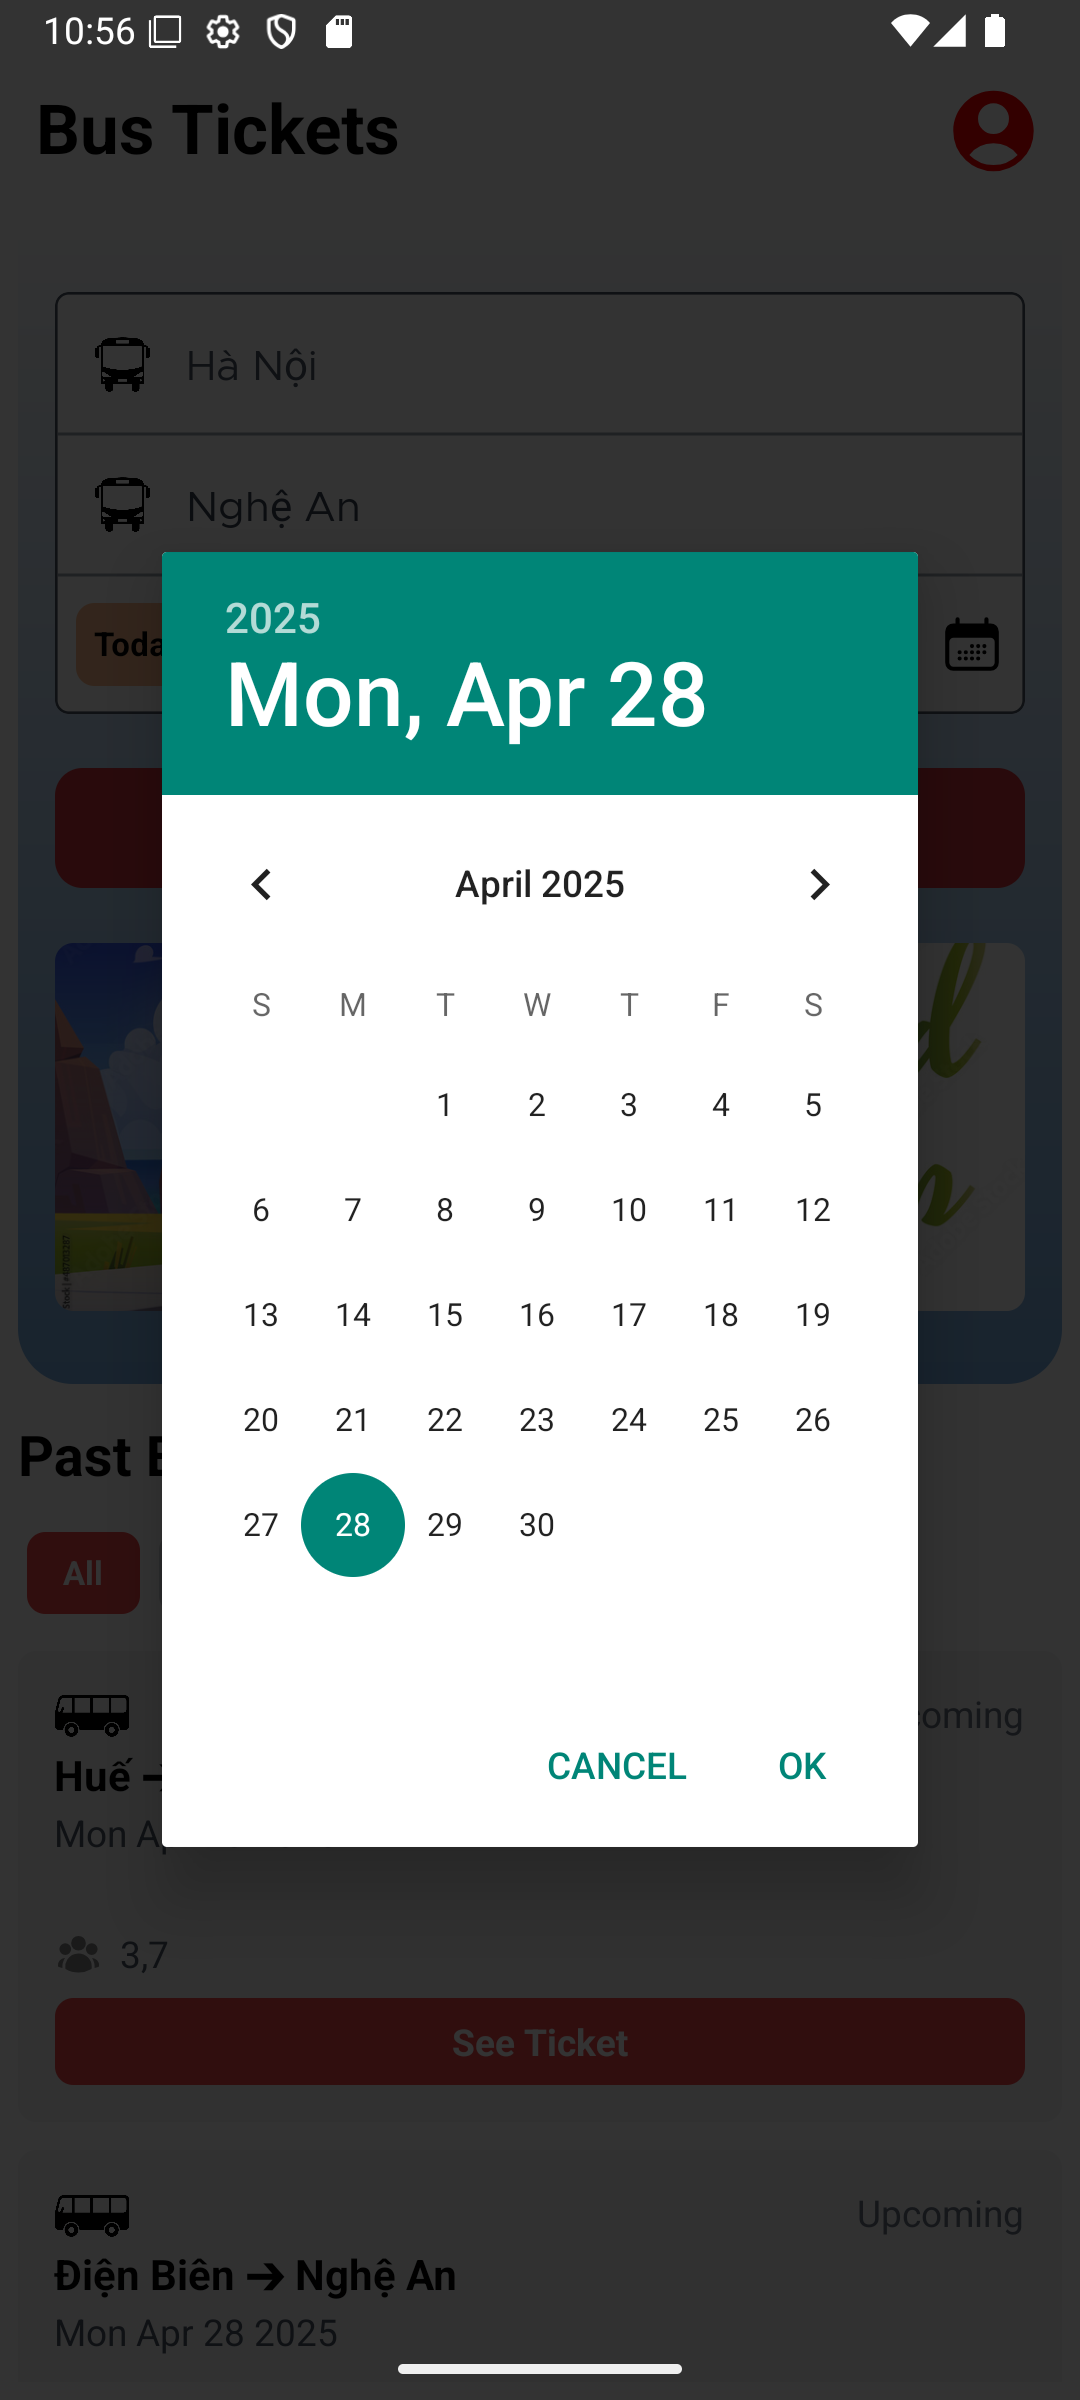 10:56
Bus Tickets
Hà Nội
Nghệ An
Toda
2025
Mon, Apr 28
April 2025
S M T W T F S
1 2 3 4 5
6 7 8 9 10 11 12
13 14 15 16 17 18 19
20 21 22 23 24 25 26
27 28 29 30
CANCEL OK
Past
All
oming
Huế
Mon
3,7
See Ticket
Upcoming
Điện Biên → Nghệ An
Mon Apr 28 2025